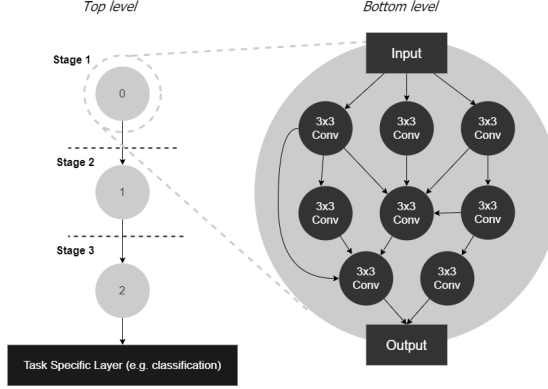 Top level
Bottom level
Stage 1
0
Stage 2
1
Stage 3
2
Task Specific Layer (e.g. classification)
Input
3x3
Conv
3x3
Conv
3x3
Conv
3x3
Conv
3x3
Conv
3x3
Conv
3x3
Conv
3x3
Conv
Output